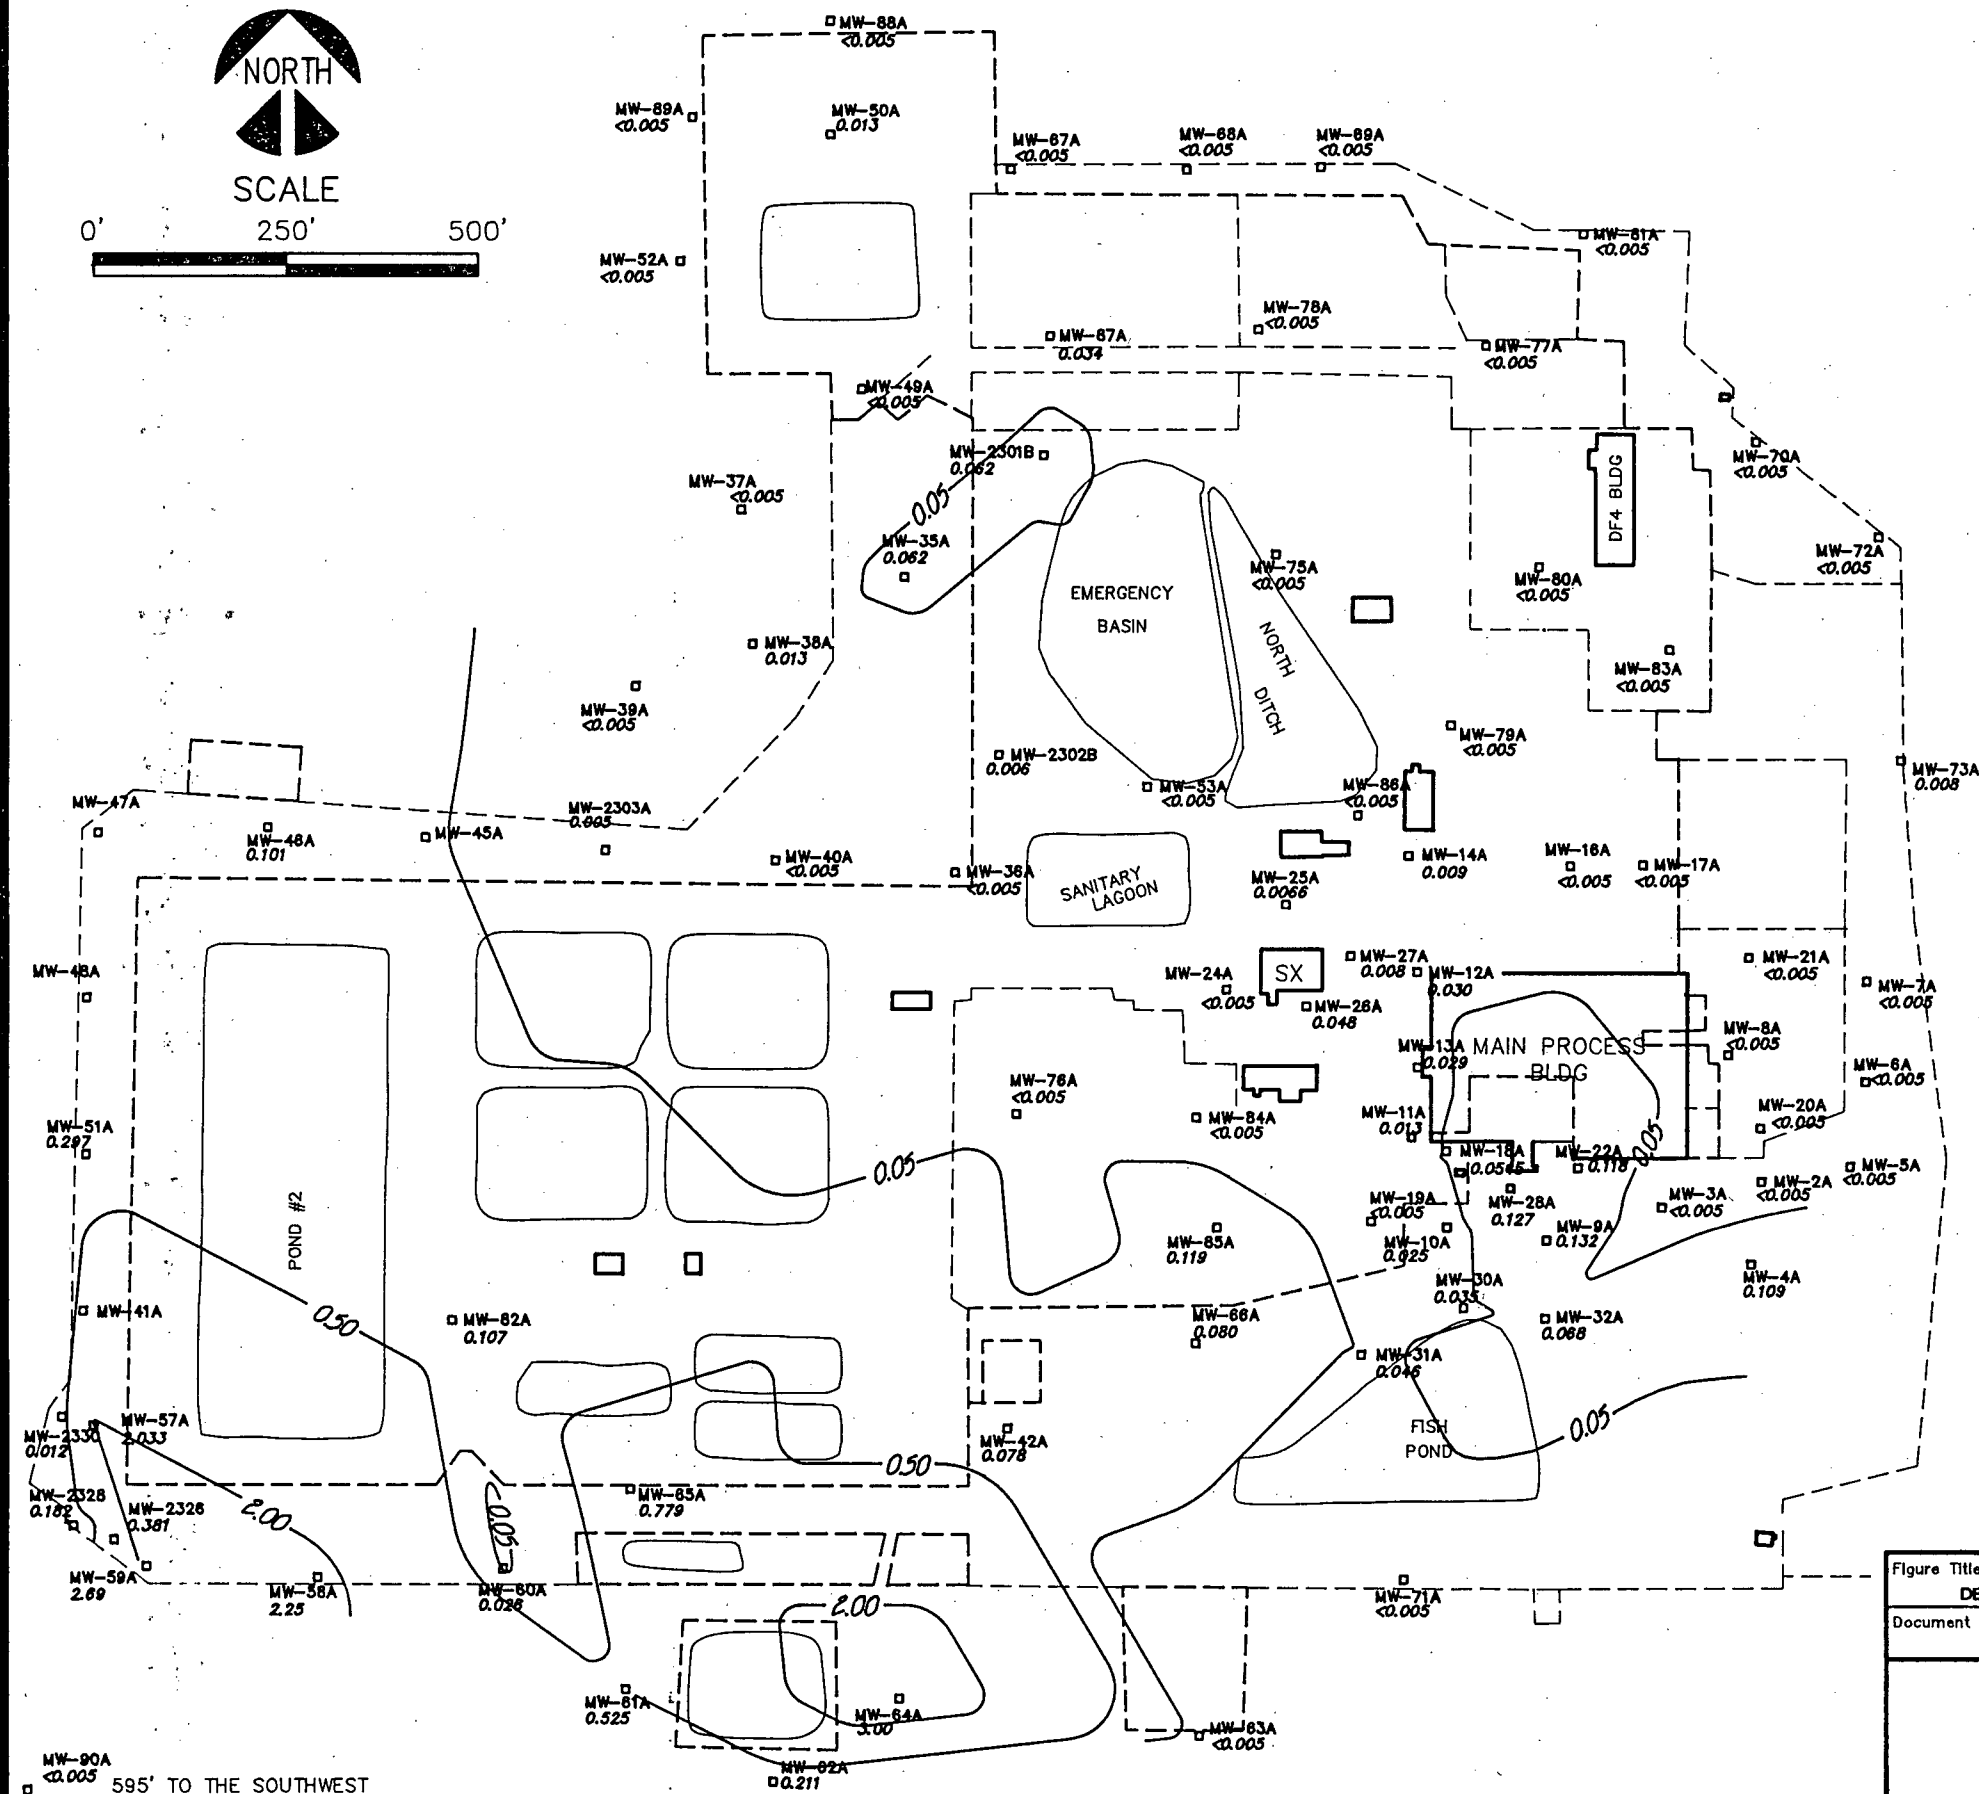 NORTH
SCALE
0' 250' 500'
MW-88A
<0.005
MW-89A
<0.005
MW-50A
0.013
MW-67A
<0.005
MW-68A
<0.005
MW-69A
<0.005
MW-52A
<0.005
MW-81A
<0.005
MW-78A
<0.005
MW-87A
0.034
MW-77A
<0.005
MW-49A
<0.005
MW-2301B
0.062
MW-37A
<0.005
0.05
MW-35A
0.062
DF4 BLDG
MW-70A
<0.005
MW-72A
<0.005
MW-75A
<0.005
MW-80A
<0.005
EMERGENCY
BASIN
NORTH
DITCH
MW-38A
0.013
MW-83A
<0.005
MW-39A
<0.005
MW-79A
<0.005
MW-2302B
0.006
MW-53A
<0.005
MW-86A
<0.005
MW-73A
0.008
MW-47A
MW-46A
0.101
MW-45A
MW-2303A
0.005
MW-40A
<0.005
MW-36A
<0.005
SANITARY
LAGOON
MW-25A
0.0066
MW-14A
0.009
MW-16A
<0.005
MW-17A
<0.005
MW-48A
MW-24A
<0.005
SX
MW-27A
0.008
MW-12A
0.030
MW-21A
<0.005
MW-7A
<0.005
MW-26A
0.048
MW-13A
0.029
MAIN PROCESS
BLDG
MW-8A
<0.005
MW-6A
<0.005
MW-76A
<0.005
MW-84A
<0.005
MW-11A
0.013
MW-20A
<0.005
MW-51A
0.297
0.05
MW-18A
MW-22A
0.118
0.05
MW-5A
<0.005
MW-2A
<0.005
MW-3A
<0.005
MW-19A
<0.005
MW-28A
0.127
POND #2
MW-85A
0.119
MW-10A
0.025
MW-9A
0.132
MW-4A
0.109
MW-30A
0.035
MW-41A
0.50
MW-82A
0.107
MW-66A
0.080
MW-32A
0.068
MW-31A
0.046
MW-57A
2.033
MW-2330
0.012
MW-42A
0.078
FISH
POND
0.05
0.50
MW-2328
0.182
MW-2326
0.381
2.00
<0.05
MW-65A
0.779
MW-59A
2.69
MW-58A
2.25
MW-60A
0.026
2.00
MW-71A
<0.005
MW-61A
0.525
MW-64A
3.00
MW-63A
<0.005
MW-62A
0.211
MW-90A
<0.005
595' TO THE SOUTHWEST
Figure Title
DE
Document